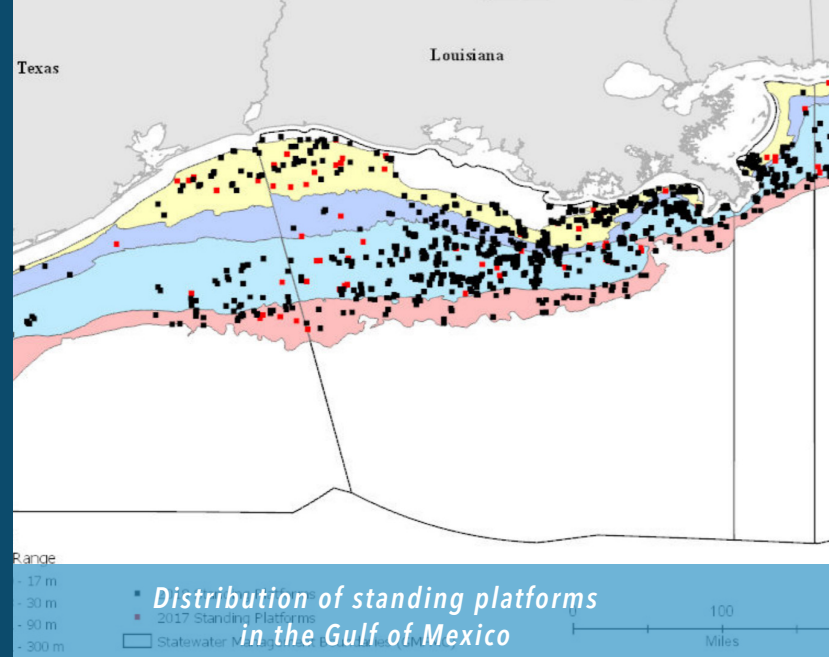 Texas
Louisiana
Range
- 17 m
- 30 m
- 90 m
- 300 m
2017 Standing Platforms
Statewater
Distribution of standing platforms
in the Gulf of Mexico
0
100
Miles